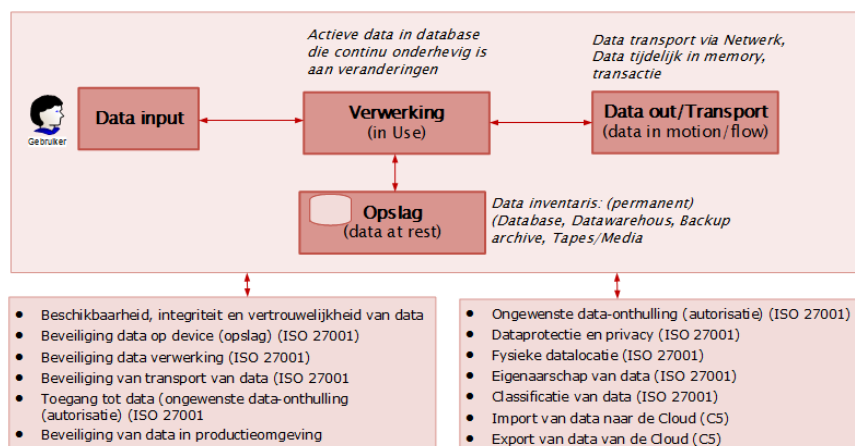 Actieve data in database
die continu onderhevig is
aan veranderingen
Data transport via Netwerk,
Data tijdelijk in memory,
transactie
Gebruiker
Data input
Verwerking
(in Use)
Data out/Transport
(data in motion/flow)
Opslag
(data at rest)
Data inventaris: (permanent)
(Database, Datawarehous, Backup
archive, Tapes/Media
• Beschikbaarheid, integriteit en vertrouwelijkheid van data
• Beveiliging data op device (opslag) (ISO 27001)
• Beveiliging data verwerking (ISO 27001)
• Beveiliging van transport van data (ISO 27001
• Toegang tot data (ongewenste data-onthulling
(autorisatie) (ISO 27001
• Beveiliging van data in productieomgeving
• Ongewenste data-onthulling (autorisatie) (ISO 27001)
• Dataprotectie en privacy (ISO 27001)
• Fysieke datalocatie (ISO 27001)
• Eigenaarschap van data (ISO 27001)
• Classificatie van data (ISO 27001)
• Import van data naar de Cloud (C5)
• Export van data van de Cloud (C5)